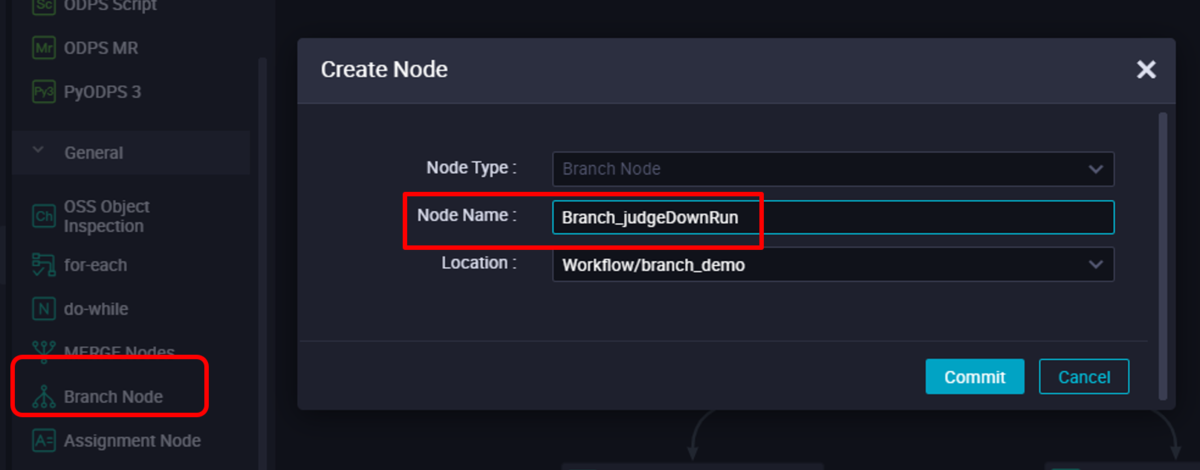 Sc ODPS Script
Mr ODPS MR
Py3 PyODPS 3
General
Ch OSS Object
Inspection
for-each
N do-while
MERGE Nodes
Branch Node
A= Assignment Node
Create Node
Node Type :
Branch Node
Node Name :
Branch_judgeDownRun
Location :
Workflow/branch_demo
Commit
Cancel